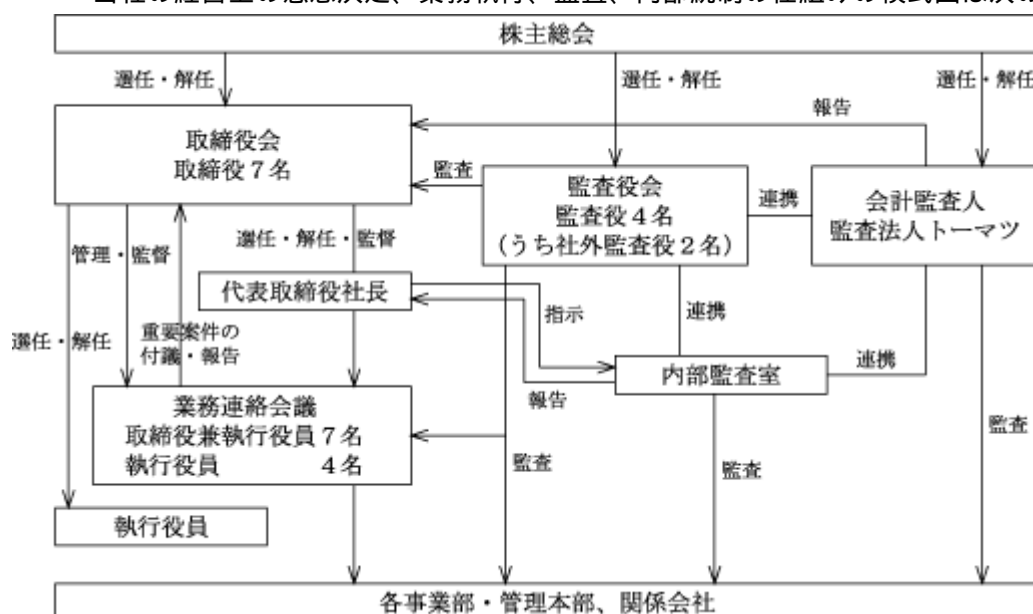 株主総会
選任・解任
選任・解任
選任・解任
報告
取締役会
取締役7名
監査
監査役会
監査役4名
(うち社外監査役2名)
連携
会計監査人
監査法人トーマツ
管理・監督
選任・解任・監督
代表取締役社長
指示
連携
選任・解任
重要案件の
付議・報告
内部監査室
連携
報告
業務連絡会議
取締役兼執行役員7名
執行役員 4名
監査
監査
監査
執行役員
各事業部・管理本部、関係会社